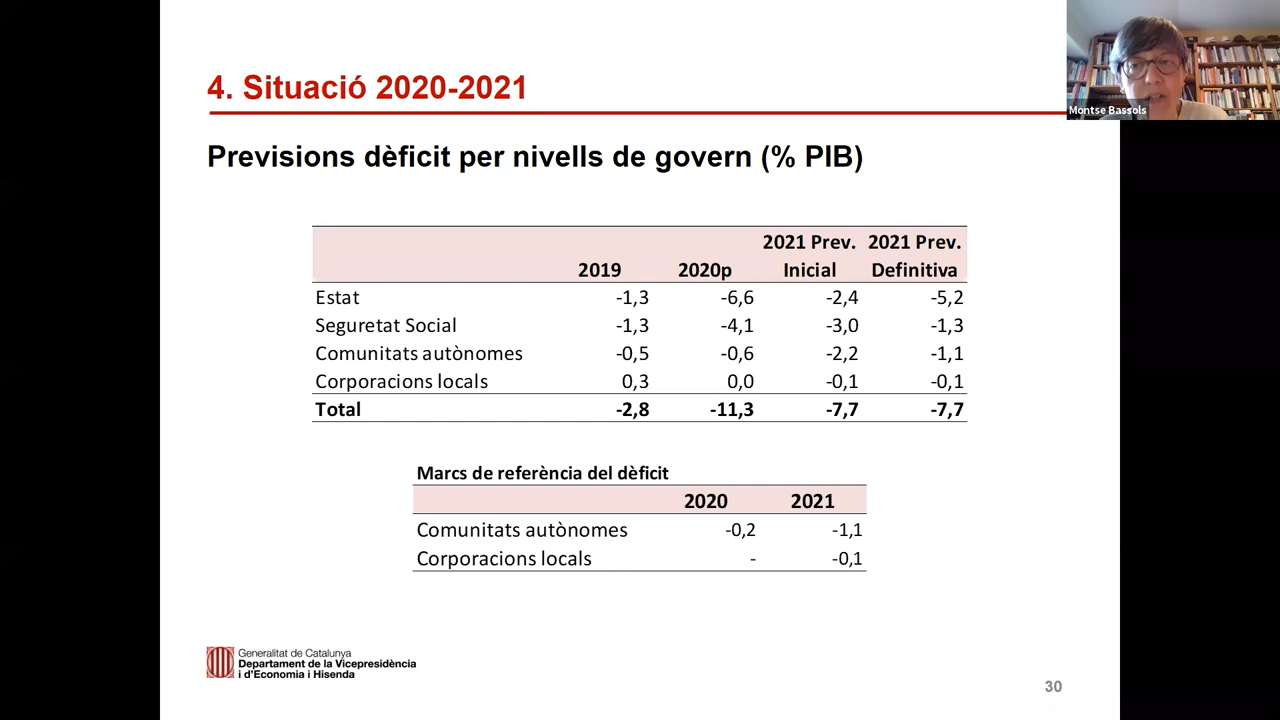 4. Situació 2020-2021
Montse Bassols
Previsions dèficit per nivells de govern (% PIB)
2021 Prev. 2021 Prev.
2019 2020p Inicial Definitiva
Estat -1,3 -6,6 -2,4 -5,2
Seguretat Social -1,3 -4,1 -3,0 -1,3
Comunitats autònomes -0,5 -0,6 -2,2 -1,1
Corporacions locals 0,3 0,0 -0,1 -0,1
Total -2,8 -11,3 -7,7 -7,7
Marcs de referència del dèficit
2020 2021
Comunitats autònomes -0,2 -1,1
Corporacions locals - -0,1
Generalitat de Catalunya
Departament de la Vicepresidència
i d'Economia i Hisenda
30